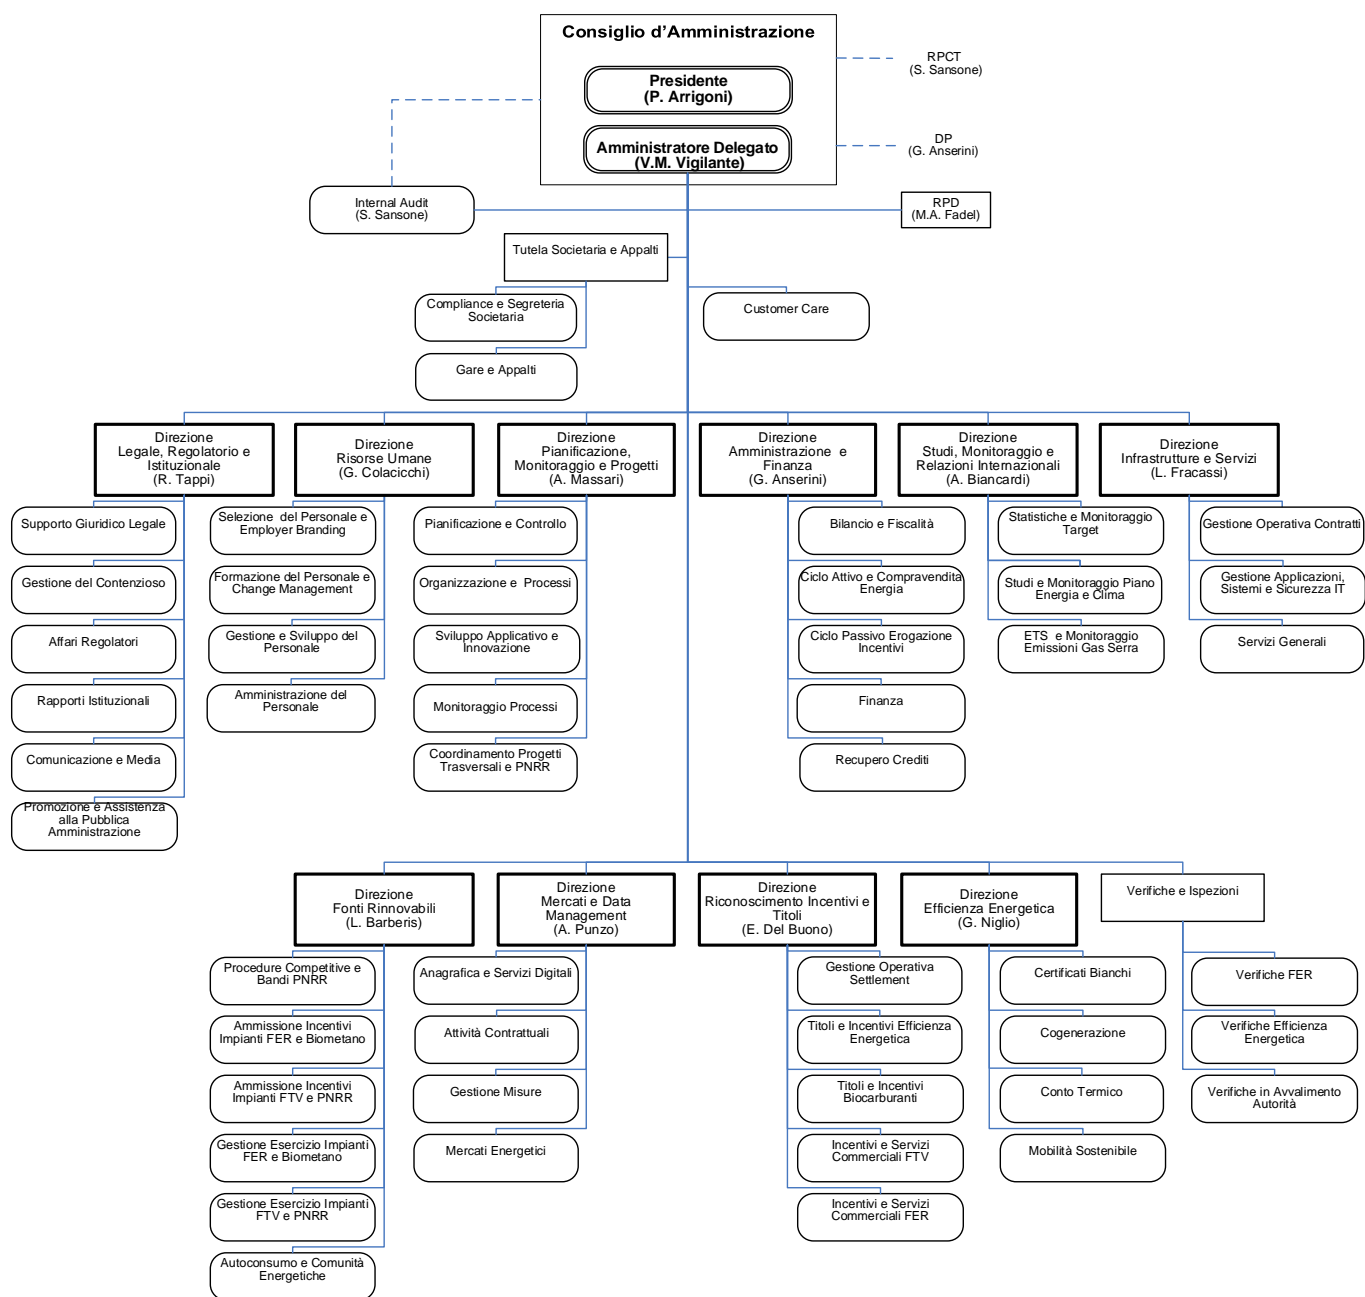 Consiglio d'Amministrazione
Presidente
(P. Arrigoni)
Amministratore Delegato
(V.M. Vigilante)
RPCT
(S. Sansone)
DP
(G. Anserini)
Internal Audit
(S. Sansone)
RPD
(M.A. Fadel)
Tutela Societaria e Appalti
Compliance e Segreteria
Societaria
Customer Care
Gare e Appalti
Direzione
Legale, Regolatorio e
Istituzionale
(R. Tappi)
Direzione
Risorse Umane
(G. Colacicchi)
Direzione
Pianificazione,
Monitoraggio e Progetti
(A. Massari)
Direzione
Amministrazione e
Finanza
(G. Anserini)
Direzione
Studi, Monitoraggio e
Relazioni Internazionali
(A. Biancardi)
Direzione
Infrastrutture e Servizi
(L. Fracassi)
Supporto Giuridico Legale
Gestione del Contenzioso
Affari Regolatori
Rapporti Istituzionali
Comunicazione e Media
Promozione e Assistenza
alla Pubblica
Amministrazione
Selezione del Personale e
Employer Branding
Formazione del Personale e
Change Management
Gestione e Sviluppo del
Personale
Amministrazione del
Personale
Pianificazione e Controllo
Organizzazione e Processi
Sviluppo Applicativo e
Innovazione
Monitoraggio Processi
Coordinamento Progetti
Trasversali e PNRR
Bilancio e Fiscalità
Ciclo Attivo e Compravendita
Energia
Ciclo Passivo Erogazione
Incentivi
Finanza
Recupero Crediti
Statistiche e Monitoraggio
Target
Studi e Monitoraggio Piano
Energia e Clima
ETS e Monitoraggio
Emissioni Gas Serra
Gestione Operativa Contratti
Gestione Applicazioni,
Sistemi e Sicurezza IT
Servizi Generali
Direzione
Fonti Rinnovabili
(L. Barberis)
Direzione
Mercati e Data
Management
(A. Punzo)
Direzione
Riconoscimento Incentivi e
Titoli
(E. Del Buono)
Direzione
Efficienza Energetica
(G. Niglio)
Verifiche e Ispezioni
Procedure Competitive e
Bandi PNRR
Ammissione Incentivi
Impianti FER e Biometano
Ammissione Incentivi
Impianti FTV e PNRR
Gestione Esercizio Impianti
FER e Biometano
Gestione Esercizio Impianti
FTV e PNRR
Autoconsumo e Comunità
Energetiche
Anagrafica e Servizi Digitali
Attività Contrattuali
Gestione Misure
Mercati Energetici
Gestione Operativa
Settlement
Titoli e Incentivi Efficienza
Energetica
Titoli e Incentivi
Biocarburanti
Incentivi e Servizi
Commerciali FTV
Incentivi e Servizi
Commerciali FER
Certificati Bianchi
Cogenerazione
Conto Termico
Mobilità Sostenibile
Verifiche FER
Verifiche Efficienza
Energetica
Verifiche in Avvalimento
Autorità